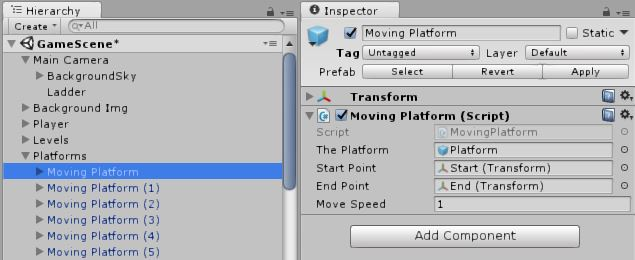 Hierarchy
Create All
GameScene*
Main Camera
BackgroundSky
Ladder
Background Img
Player
Levels
Platforms
Moving Platform
Moving Platform (1)
Moving Platform (2)
Moving Platform (3)
Moving Platform (4)
Moving Platform (5)
Inspector
Moving Platform Static
Tag Untagged Layer Default
Prefab Select Revert Apply
Transform
Moving Platform (Script)
Script MovingPlatform
The Platform Platform
Start Point Start (Transform)
End Point End (Transform)
Move Speed 1
Add Component